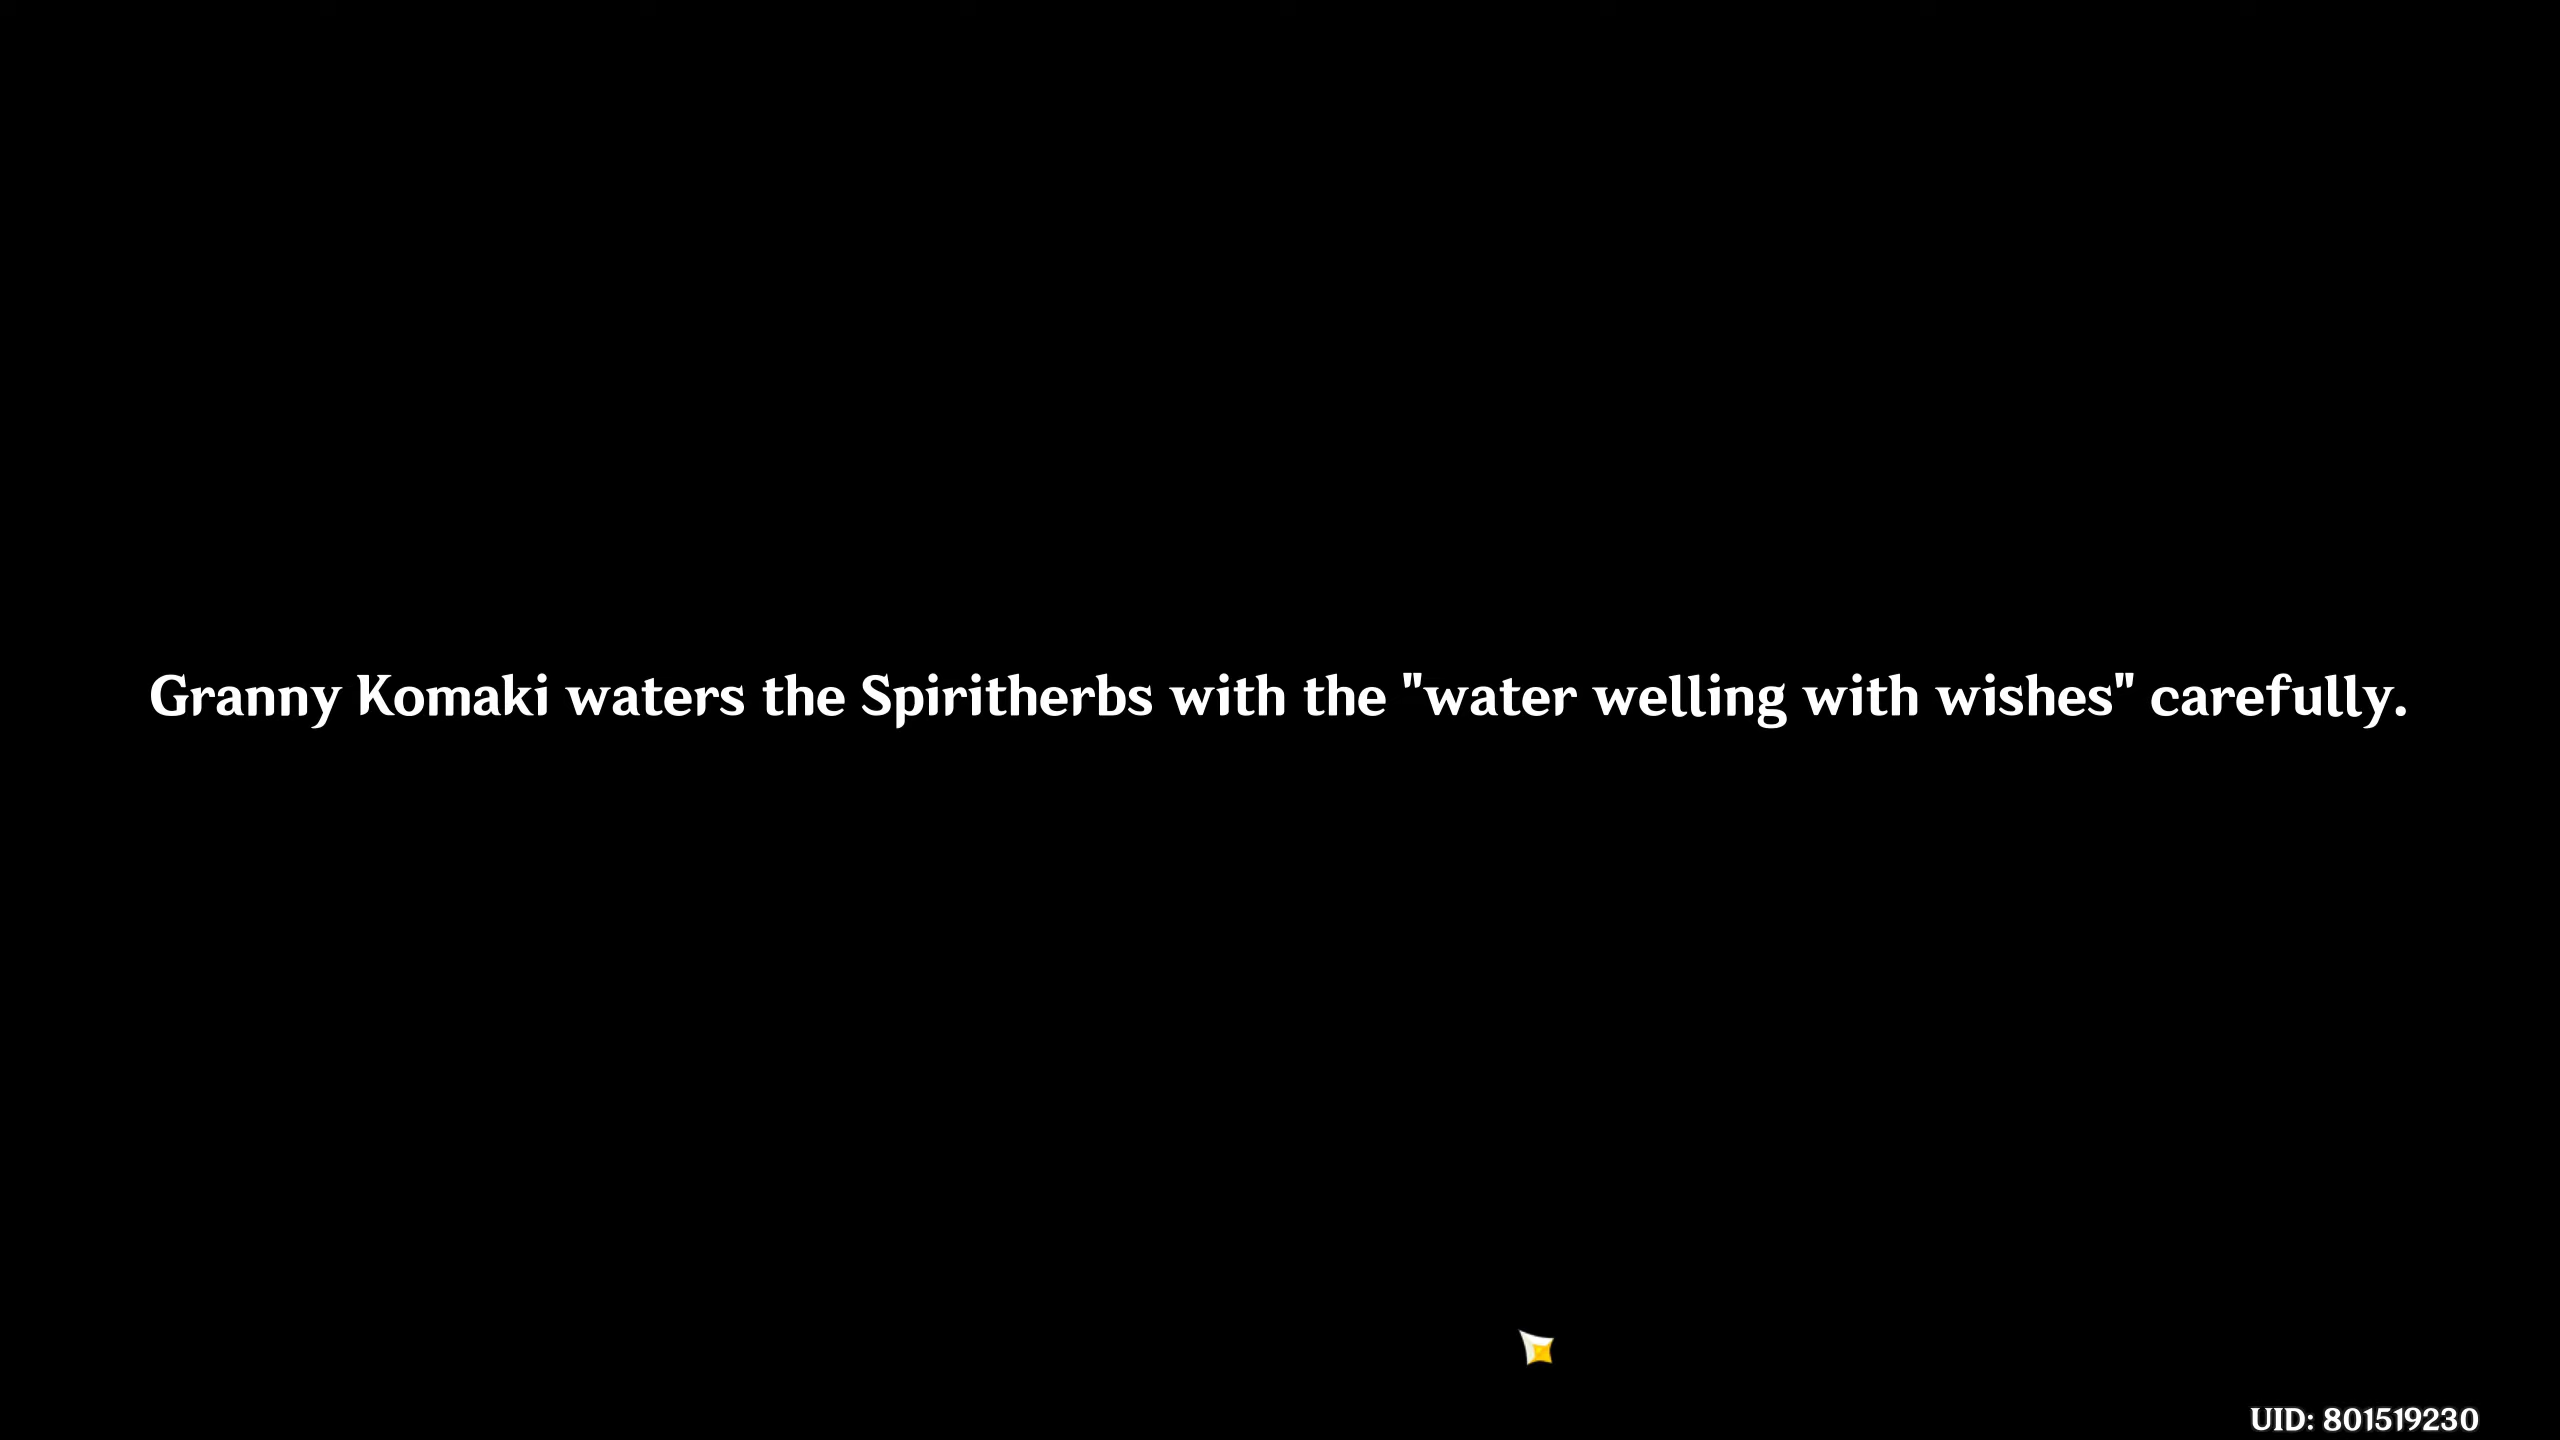 Granny Komaki waters the Spiritherbs with the "water welling with wishes" carefully.
UID: 801519230